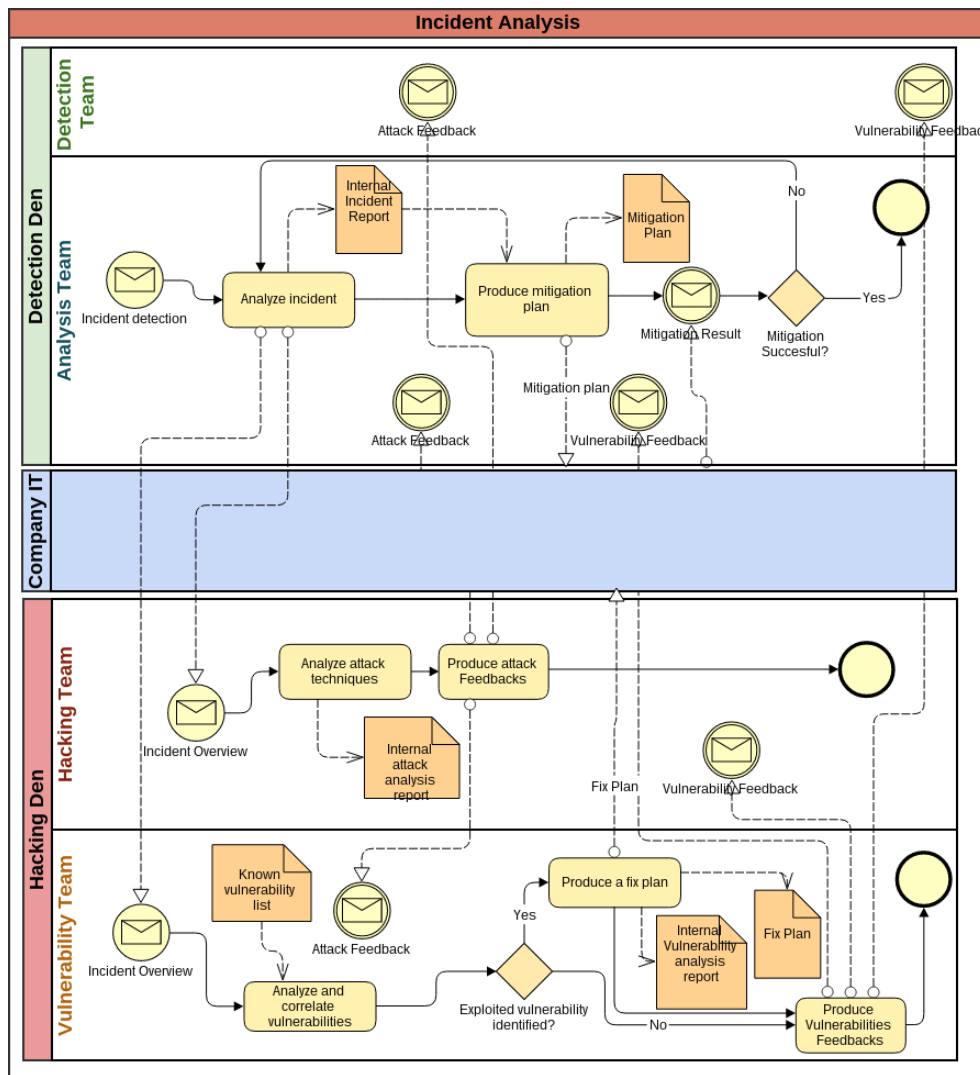 Incident Analysis
Detection Den
Detection
Team
Attack Feedback
Vulnerability Feedbac
Analysis Team
Internal
Incident
Report
Mitigation
Plan
No
Incident detection
Analyze incident
Produce mitigation
plan
Mitigation Result
Yes
Mitigation
Succesful?
Mitigation plan
Attack Feedback
Vulnerability Feedback
Company IT
Hacking Den
Hacking Team
Analyze attack
techniques
Produce attack
Feedbacks
Incident Overview
Internal
attack
analysis
report
Fix Plan
Vulnerability Feedback
Vulnerability Team
Known
vulnerability
list
Produce a fix plan
Yes
Attack Feedback
Internal
Vulnerability
analysis
report
Fix Plan
Incident Overview
Analyze and
correlate
vulnerabilities
Exploited vulnerability
identified?
No
Produce
Vulnerabilities
Feedbacks